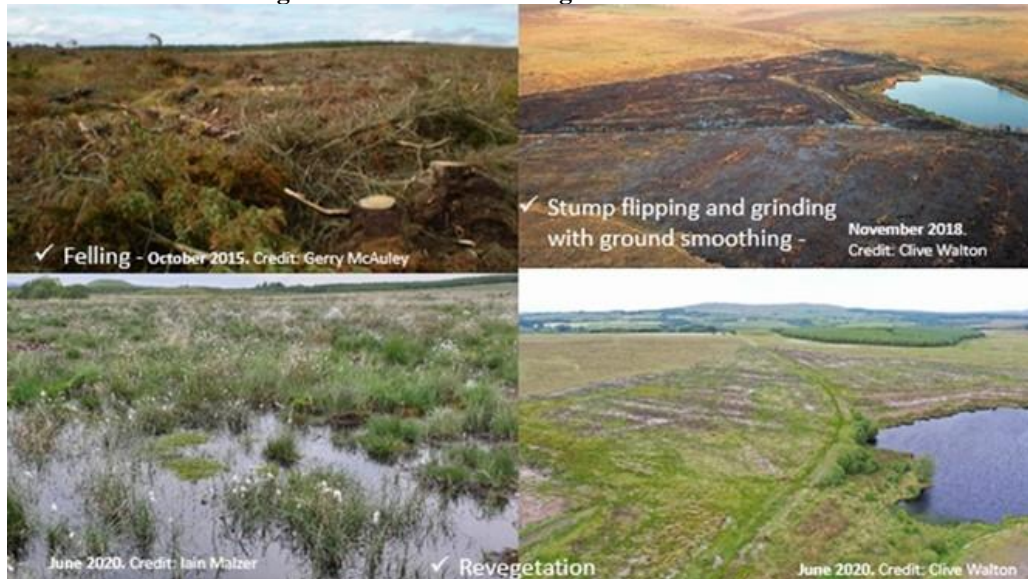 ✓ Felling - October 2015. Credit: Gerry McAuley
✓ Stump flipping and grinding
with ground smoothing -
November 2018.
Credit: Clive Walton
June 2020. Credit: Iain Malzer
✓ Revegetation
June 2020. Credit: Clive Walton